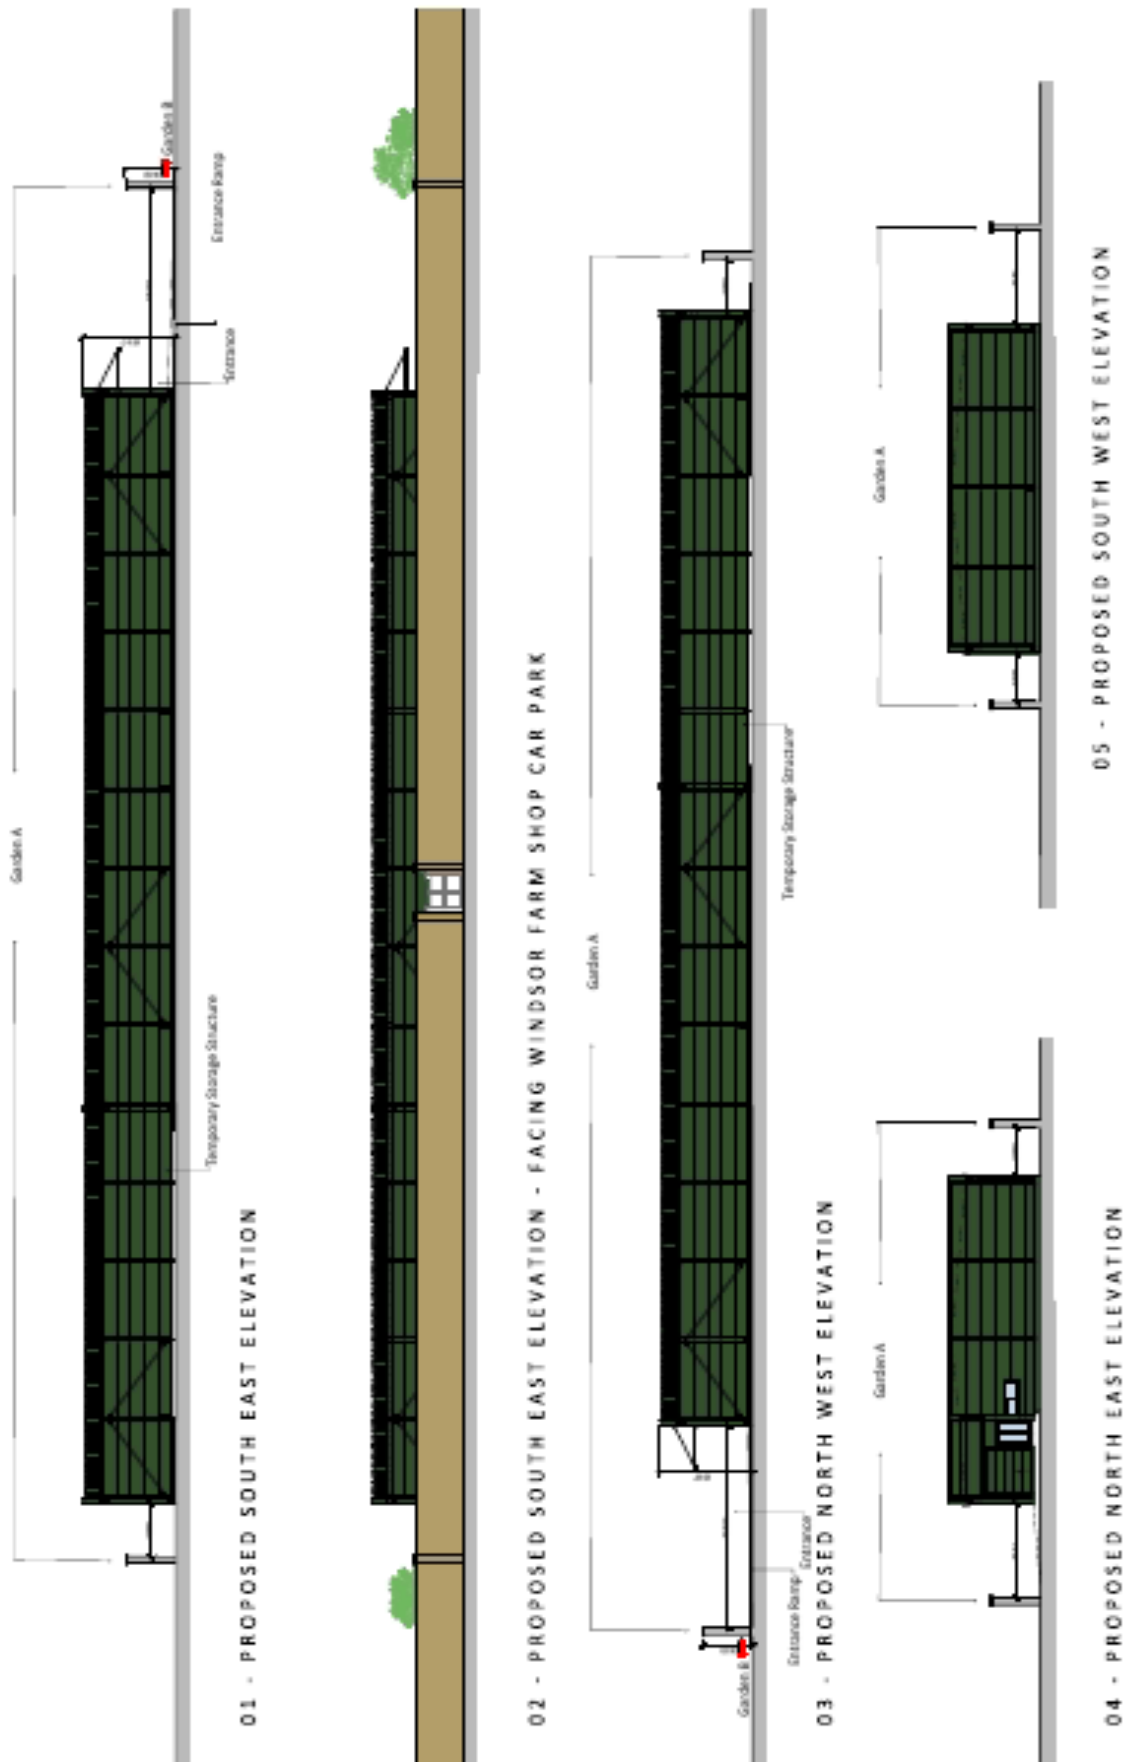 Garden A
Garden B
Entrance Ramp
Entrance
Temporary Storage Structure
01 - PROPOSED SOUTH EAST ELEVATION
02 - PROPOSED SOUTH EAST ELEVATION - FACING WINDSOR FARM SHOP CAR PARK
Garden A
Temporary Storage Structure
Entrance
Entrance Ramp
Garden B
03 - PROPOSED NORTH WEST ELEVATION
Garden A
04 - PROPOSED NORTH EAST ELEVATION
Garden A
05 - PROPOSED SOUTH WEST ELEVATION